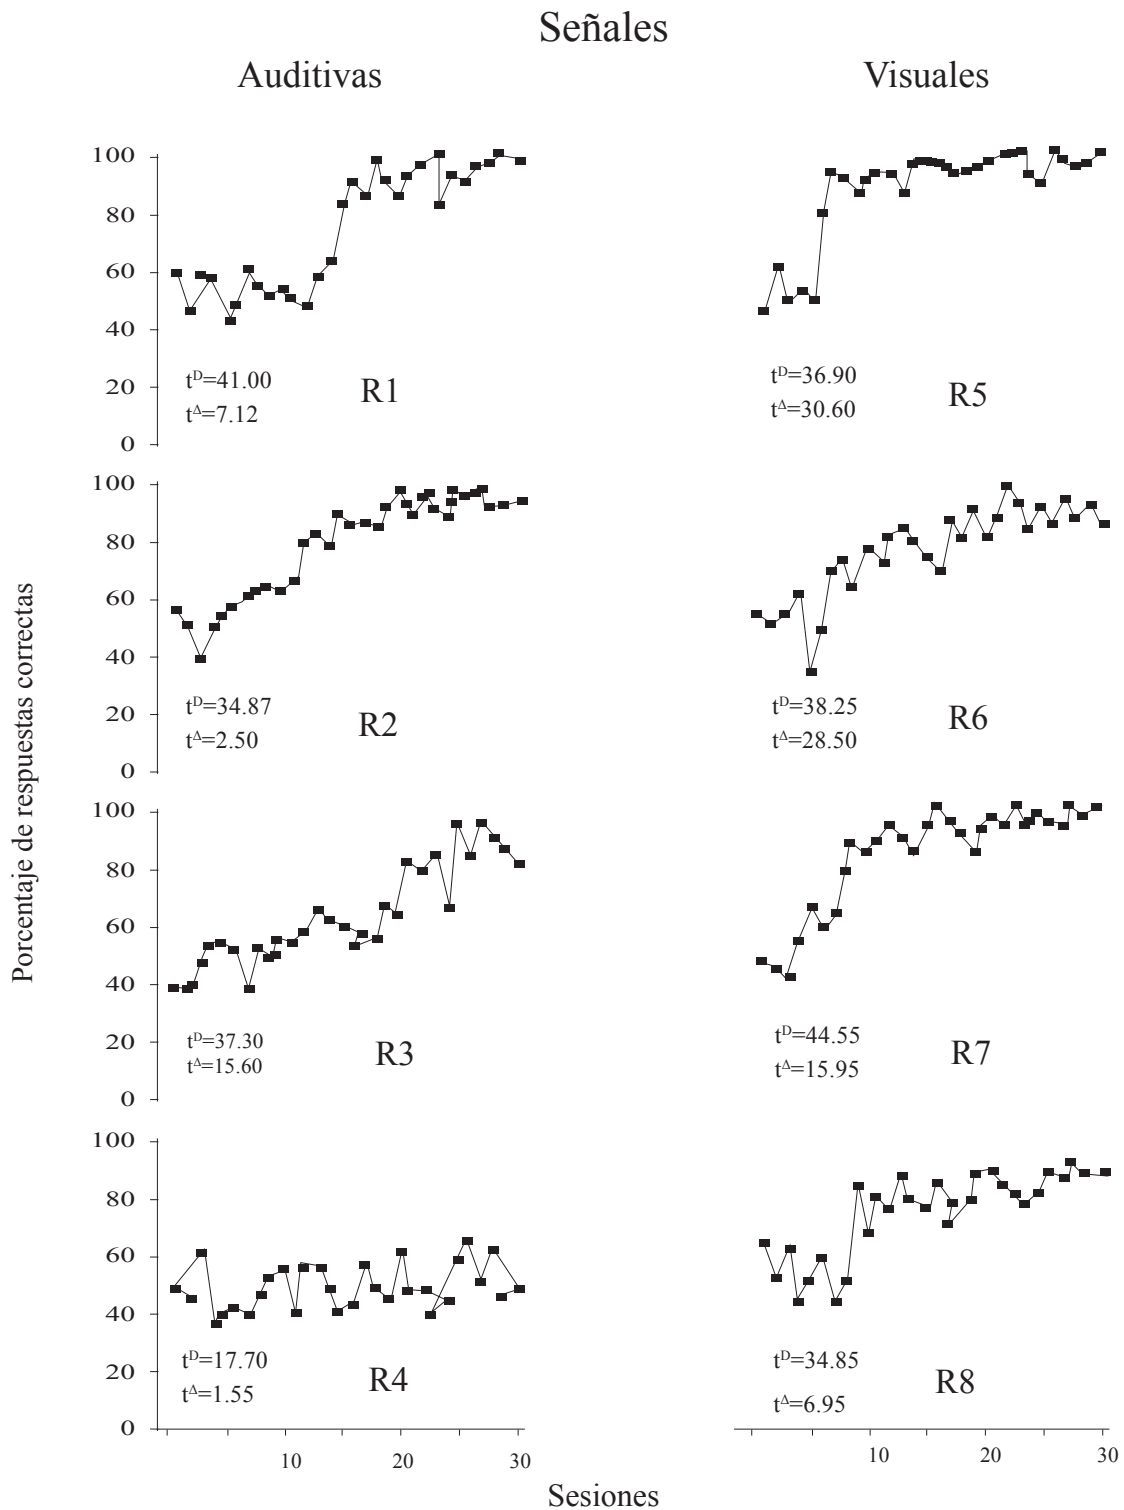 Señales
Auditivas
Visuales
Porcentaje de respuestas correctas
100
80
60
40
20
0
t^D=41.00
t^Δ=7.12
R1
t^D=36.90
t^Δ=30.60
R5
100
80
60
40
20
0
t^D=34.87
t^Δ=2.50
R2
t^D=38.25
t^Δ=28.50
R6
100
80
60
40
20
0
t^D=37.30
t^Δ=15.60
R3
t^D=44.55
t^Δ=15.95
R7
100
80
60
40
20
0
t^D=17.70
t^Δ=1.55
R4
t^D=34.85
t^Δ=6.95
R8
10 20 30
10 20 30
Sesiones